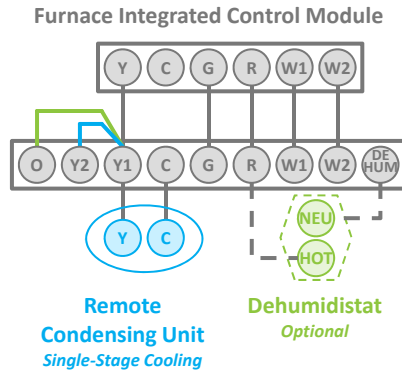 Furnace Integrated Control Module
Y C G R W1 W2
O Y2 Y1 C G R W1 W2 DE HUM
NEU
Y C
HOT
Remote
Condensing Unit
Single-Stage Cooling
Dehumidistat
Optional